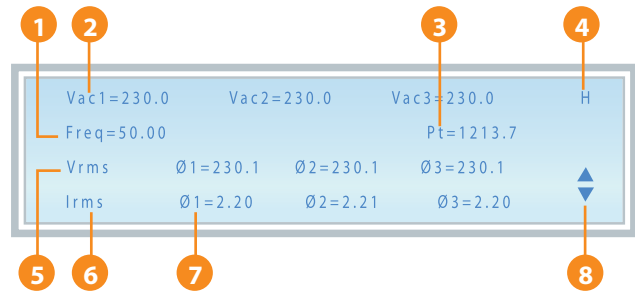 1 2 3 4
Vac1=230.0 Vac2=230.0 Vac3=230.0 H
Freq=50.00 Pt=1213.7
Vrms Ø1=230.1 Ø2=230.1 Ø3=230.1
Irms Ø1=2.20 Ø2=2.21 Ø3=2.20
5 6 7 8